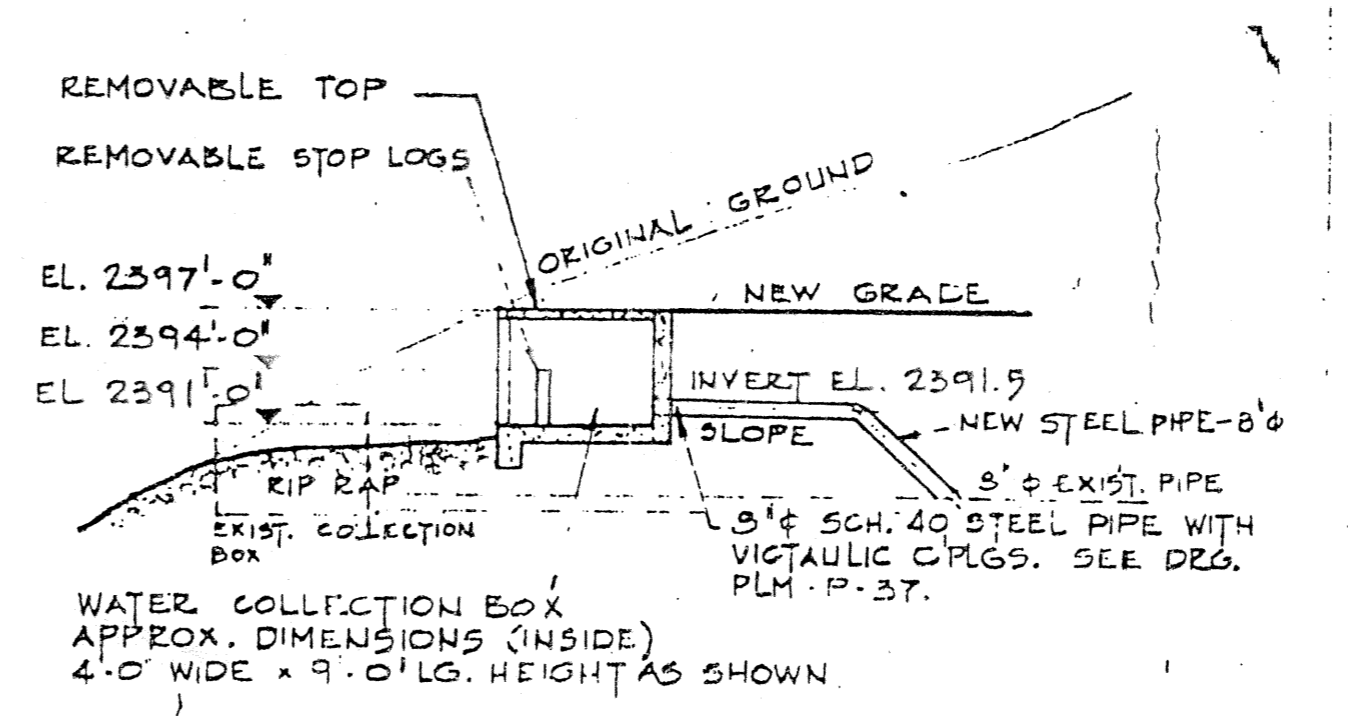 REMOVABLE TOP
REMOVABLE STOP LOGS
ORIGINAL GROUND
EL. 2397'-0"
NEW GRADE
EL. 2394'-0"
EL 2391'-0"
INVERT EL. 2391.5
NEW STEEL PIPE-8"φ
SLOPE
RIP RAP
8"φ EXIST. PIPE
EXIST. COLLECTION
BOX
8"φ SCH. 40 STEEL PIPE WITH
VICTAULIC C'PLGS. SEE DRG.
PLM-P-37.
WATER COLLECTION BOX
APPROX. DIMENSIONS (INSIDE)
4'-0" WIDE x 9'-0" LG. HEIGHT AS SHOWN